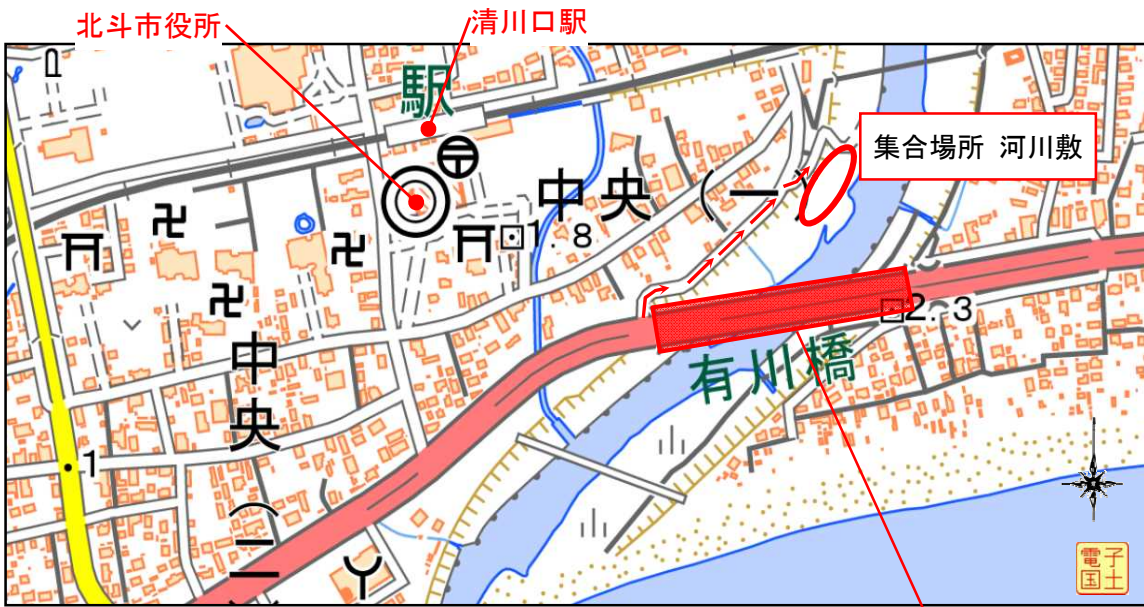 北斗市役所
清川口駅
駅
集合場所 河川敷
中央(一)
1.8
2.3
有川橋
中央(二)
1
電子
国土